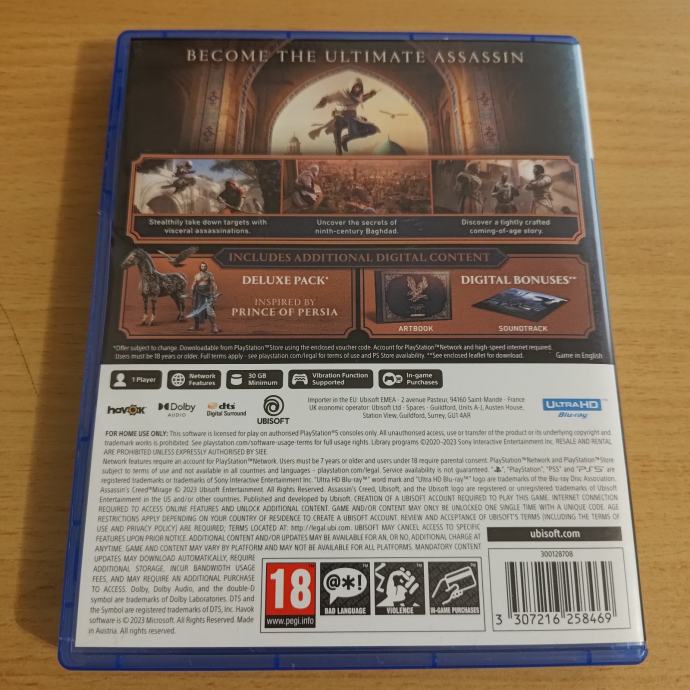 BECOME THE ULTIMATE ASSASSIN
Stealthily take down targets with
visceral assassinations.
Uncover the secrets of
ninth-century Baghdad.
Discover a tightly crafted
coming-of-age story.
INCLUDES ADDITIONAL DIGITAL CONTENT
DELUXE PACK*
INSPIRED BY
PRINCE OF PERSIA
DIGITAL BONUSES**
ARTBOOK
SOUNDTRACK
*Offer subject to change. Downloadable from PlayStation™Store using the enclosed voucher code. Account for PlayStation™Network and high-speed internet required.
Users must be 18 years or older. Full terms apply - see playstation.com/legal for terms of use and PS Store availability. **See enclosed leaflet for download.
Game in English
1 Player
Network
Features
30 GB
Minimum
Vibration Function
Supported
In-game
Purchases
havok
Dolby
AUDIO
dts
Digital Surround
UBISOFT
Importer in the EU: Ubisoft EMEA - 2 avenue Pasteur, 94160 Saint-Mandé - France
UK economic operator: Ubisoft Ltd - Spaces - Guildford, Units A-J, Austen House,
Station View, Guildford, Surrey, GU1 4AR
ULTRA HD
Blu-ray
FOR HOME USE ONLY: This software is licensed for play on authorised PlayStation®5 consoles only. All unauthorised access, use or transfer of the product or its underlying copyright and
trademark works is prohibited. See playstation.com/software-usage-terms for full usage rights. Library programs ©2020-2023 Sony Interactive Entertainment Inc. RESALE AND RENTAL
ARE PROHIBITED UNLESS EXPRESSLY AUTHORISED BY SIEE.
Network features require an account for PlayStation™Network. Users must be 7 years or older and users under 18 require parental consent. PlayStation™Network and PlayStation™Store
subject to terms of use and not available in all countries and languages – playstation.com/legal. Service availability is not guaranteed. "PlayStation", "PS5" and PS5 are
registered trademarks or trademarks of Sony Interactive Entertainment Inc. "Ultra HD Blu-ray™" word mark and "Ultra HD Blu-ray™" logo are trademarks of the Blu-ray Disc Association.
Assassin's Creed® Mirage © 2023 Ubisoft Entertainment. All Rights Reserved. Assassin's Creed, Ubisoft, and the Ubisoft logo are registered or unregistered trademarks of Ubisoft
Entertainment in the US and/or other countries. Published and developed by Ubisoft. CREATION OF A UBISOFT ACCOUNT REQUIRED TO PLAY THIS GAME. INTERNET CONNECTION
REQUIRED TO ACCESS ONLINE FEATURES AND UNLOCK ADDITIONAL CONTENT. GAME AND/OR CONTENT MAY ONLY BE UNLOCKED ONE SINGLE TIME WITH A UNIQUE CODE. AGE
RESTRICTIONS APPLY DEPENDING ON YOUR COUNTRY OF RESIDENCE TO CREATE A UBISOFT ACCOUNT. REVIEW AND ACCEPTANCE OF UBISOFT'S TERMS (INCLUDING THE TERMS OF
USE AND PRIVACY POLICY) ARE REQUIRED; TERMS LOCATED AT: http://legal.ubi.com. UBISOFT MAY CANCEL ACCESS TO SPECIFIC
FEATURES UPON PRIOR NOTICE. ADDITIONAL CONTENT AND/OR UPDATES MAY BE AVAILABLE FOR AN, OR NO, ADDITIONAL CHARGE AT
ANYTIME. GAME AND CONTENT MAY VARY BY PLATFORM AND MAY NOT BE AVAILABLE FOR ALL PLATFORMS. MANDATORY CONTENT
UPDATES MAY DOWNLOAD AUTOMATICALLY, REQUIRE
ADDITIONAL STORAGE, INCUR BANDWIDTH USAGE
FEES, AND MAY REQUIRE AN ADDITIONAL PURCHASE
TO ACCESS. Dolby, Dolby Audio, and the double-D
symbol are trademarks of Dolby Laboratories. DTS and
the Symbol are registered trademarks of DTS, Inc. Havok
software is © 2023 Microsoft. All Rights Reserved. Made
in Austria. All rights reserved.
ubisoft.com
300128708
18
www.pegi.info
@*!
BAD LANGUAGE
VIOLENCE
IN-GAME PURCHASES
3 307216 258469